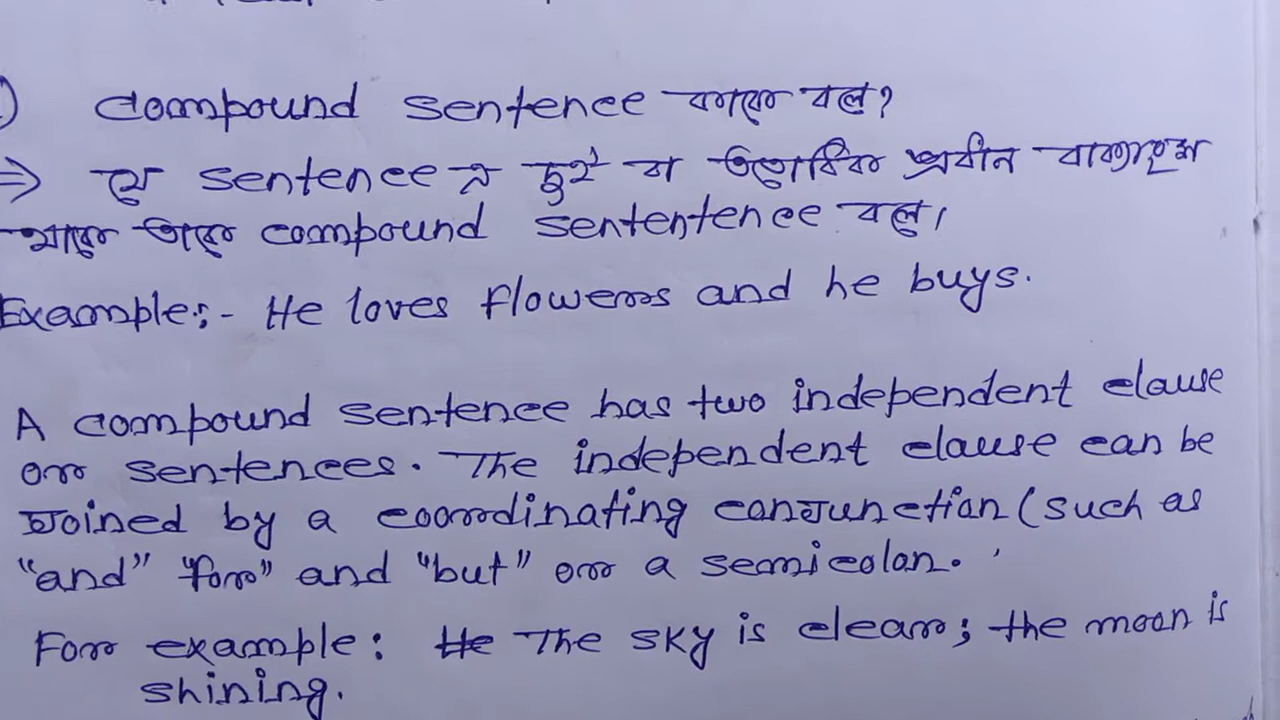 ) Compound sentence কাকে বলে?
⇒ যে sentence এ দুই বা ততোধিক প্রধীন বাক্যাংশ
থাকে তাকে compound sententence বলে।
Example:- He loves flowers and he buys.
A compound sentence has two independent clause
or sentences. The independent clause can be
Joined by a coordinating conJunction (such as
"and" "for" and "but" or a semicolon.
For example: He The sky is clear; the moon is
shining.